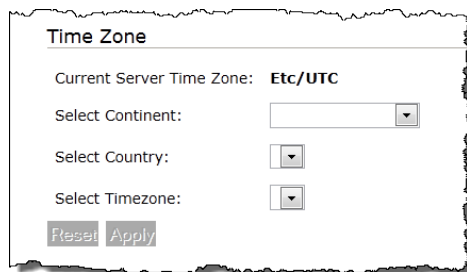 Time Zone
Current Server Time Zone: Etc/UTC
Select Continent:
Select Country:
Select Timezone:
Reset Apply